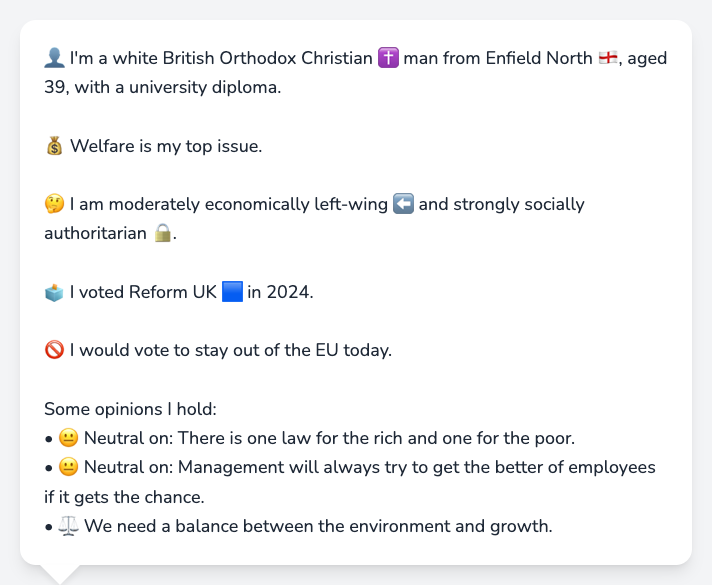 👤 I'm a white British Orthodox Christian ✝️ man from Enfield North 🏴󠁧󠁢󠁥󠁮󠁧󠁿, aged
39, with a university diploma.
💰 Welfare is my top issue.
🤔 I am moderately economically left-wing ⬅️ and strongly socially
authoritarian 🔒.
🗳️ I voted Reform UK 🟦 in 2024.
🚫 I would vote to stay out of the EU today.
Some opinions I hold:
• 😐 Neutral on: There is one law for the rich and one for the poor.
• 😐 Neutral on: Management will always try to get the better of employees
if it gets the chance.
• ⚖️ We need a balance between the environment and growth.